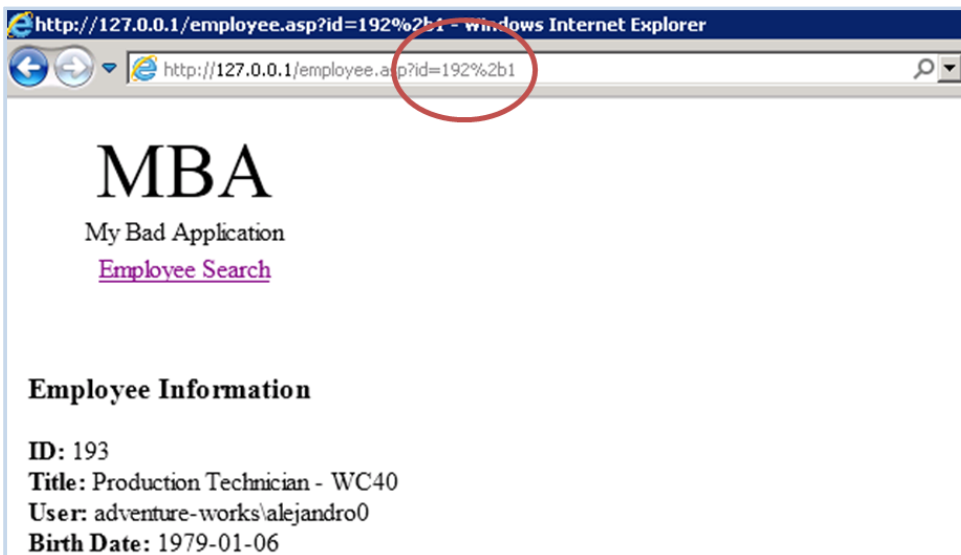 http://127.0.0.1/employee.asp?id=192%2b1 - Windows Internet Explorer
http://127.0.0.1/employee.asp?id=192%2b1
MBA
My Bad Application
Employee Search
Employee Information
ID: 193
Title: Production Technician - WC40
User: adventure-works\alejandro0
Birth Date: 1979-01-06